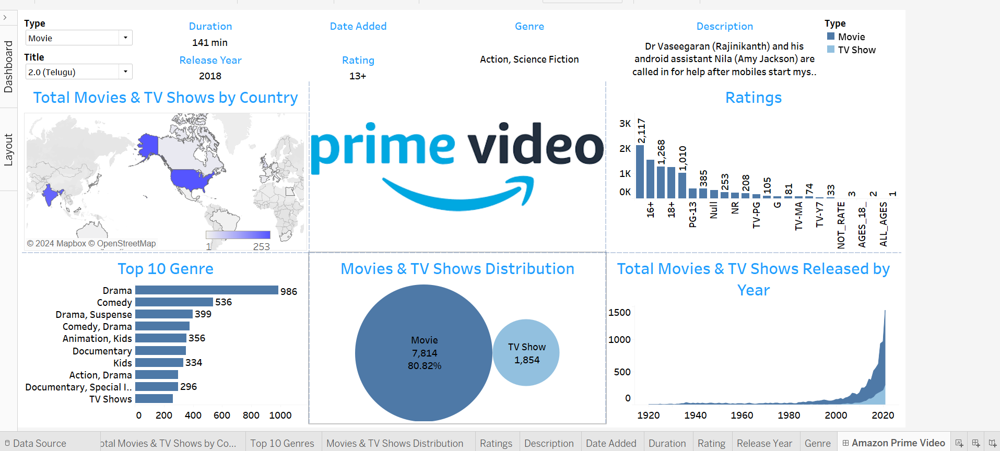 Type
Movie
Title
2.0 (Telugu)
Duration
141 min
Release Year
2018
Date Added
Rating
13+
Genre
Action, Science Fiction
Description
Dr Vaseegaran (Rajinikanth) and his
android assistant Nila (Amy Jackson) are
called in for help after mobiles start mys..
Type
Movie
TV Show
Dashboard
Layout
Total Movies & TV Shows by Country
© 2024 Mapbox © OpenStreetMap
1
253
prime video
Ratings
3K
2K
1K
0K
2,117
1,268
1,010
385
253
208
105
81
74
33
3
2
1
16+
18+
PG-13
Null
NR
TV-PG
G
TV-MA
TV-Y7
NOT_RATE
AGES_18_
ALL_AGES
Top 10 Genre
Drama 986
Comedy 536
Drama, Suspense 399
Comedy, Drama
Animation, Kids 356
Documentary
Kids 334
Action, Drama
Documentary, Special I.. 296
TV Shows
0 200 400 600 800 1000
Movies & TV Shows Distribution
Movie
7,814
80.82%
TV Show
1,854
Total Movies & TV Shows Released by
Year
1500
1000
500
0
1920 1940 1960 1980 2000 2020
Data Source
otal Movies & TV Shows by Co...
Top 10 Genres
Movies & TV Shows Distribution
Ratings
Description
Date Added
Duration
Rating
Release Year
Genre
Amazon Prime Video